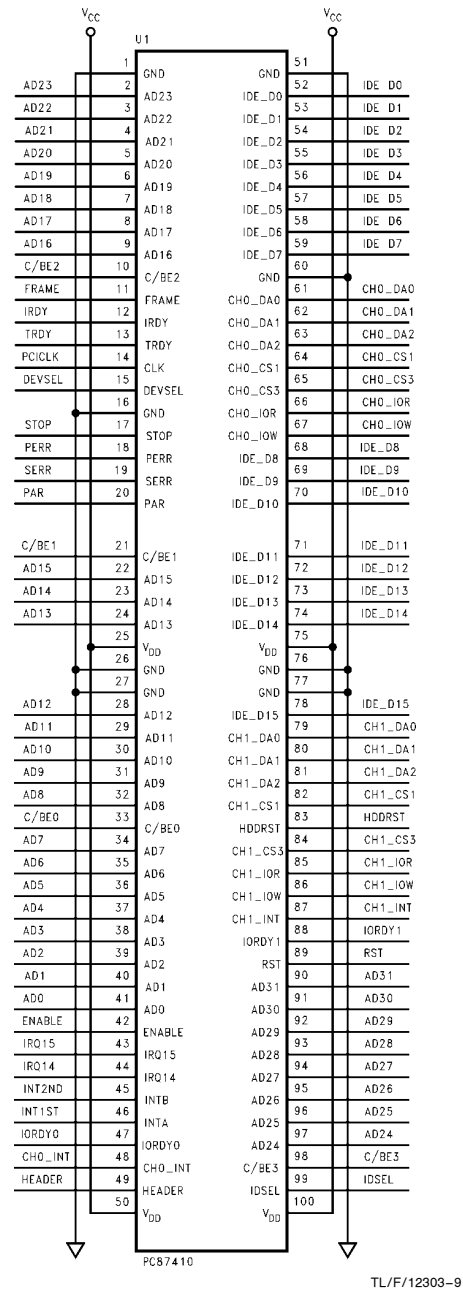 VCC VCC
U1
1 GND GND 51
AD23 2 AD23 IDE_D0 52 IDE D0
AD22 3 AD22 IDE_D1 53 IDE D1
AD21 4 AD21 IDE_D2 54 IDE D2
AD20 5 AD20 IDE_D3 55 IDE D3
AD19 6 AD19 IDE_D4 56 IDE D4
AD18 7 AD18 IDE_D5 57 IDE D5
AD17 8 AD17 IDE_D6 58 IDE D6
AD16 9 AD16 IDE_D7 59 IDE D7
C/BE2 10 C/BE2 GND 60
FRAME 11 FRAME CH0_DA0 61 CH0_DA0
IRDY 12 IRDY CH0_DA1 62 CH0_DA1
TRDY 13 TRDY CH0_DA2 63 CH0_DA2
PCICLK 14 CLK CH0_CS1 64 CH0_CS1
DEVSEL 15 DEVSEL CH0_CS3 65 CH0_CS3
16 GND CH0_IOR 66 CH0_IOR
STOP 17 STOP CH0_IOW 67 CH0_IOW
PERR 18 PERR IDE_D8 68 IDE_D8
SERR 19 SERR IDE_D9 69 IDE_D9
PAR 20 PAR IDE_D10 70 IDE_D10
C/BE1 21 C/BE1 IDE_D11 71 IDE_D11
AD15 22 AD15 IDE_D12 72 IDE_D12
AD14 23 AD14 IDE_D13 73 IDE_D13
AD13 24 AD13 IDE_D14 74 IDE_D14
25 VDD VDD 75
26 GND GND 76
27 GND GND 77
AD12 28 AD12 IDE_D15 78 IDE_D15
AD11 29 AD11 CH1_DA0 79 CH1_DA0
AD10 30 AD10 CH1_DA1 80 CH1_DA1
AD9 31 AD9 CH1_DA2 81 CH1_DA2
AD8 32 AD8 CH1_CS1 82 CH1_CS1
C/BE0 33 C/BE0 HDDRST 83 HDDRST
AD7 34 AD7 CH1_CS3 84 CH1_CS3
AD6 35 AD6 CH1_IOR 85 CH1_IOR
AD5 36 AD5 CH1_IOW 86 CH1_IOW
AD4 37 AD4 CH1_INT 87 CH1_INT
AD3 38 AD3 IORDY1 88 IORDY1
AD2 39 AD2 RST 89 RST
AD1 40 AD1 AD31 90 AD31
AD0 41 AD0 AD30 91 AD30
ENABLE 42 ENABLE AD29 92 AD29
IRQ15 43 IRQ15 AD28 93 AD28
IRQ14 44 IRQ14 AD27 94 AD27
INT2ND 45 INTB AD26 95 AD26
INT1ST 46 INTA AD25 96 AD25
IORDY0 47 IORDY0 AD24 97 AD24
CH0_INT 48 CH0_INT C/BE3 98 C/BE3
HEADER 49 HEADER IDSEL 99 IDSEL
50 VDD VDD 100
PC87410
TL/F/12303-9